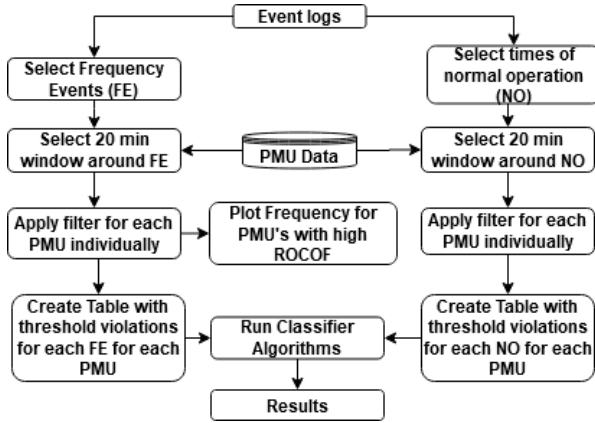 Event logs
Select Frequency
Events (FE)
Select times of
normal operation
(NO)
Select 20 min
window around FE
PMU Data
Select 20 min
window around NO
Apply filter for each
PMU individually
Plot Frequency for
PMU's with high
ROCOF
Apply filter for each
PMU individually
Create Table with
threshold violations
for each FE for each
PMU
Run Classifier
Algorithms
Create Table with
threshold violations
for each NO for each
PMU
Results